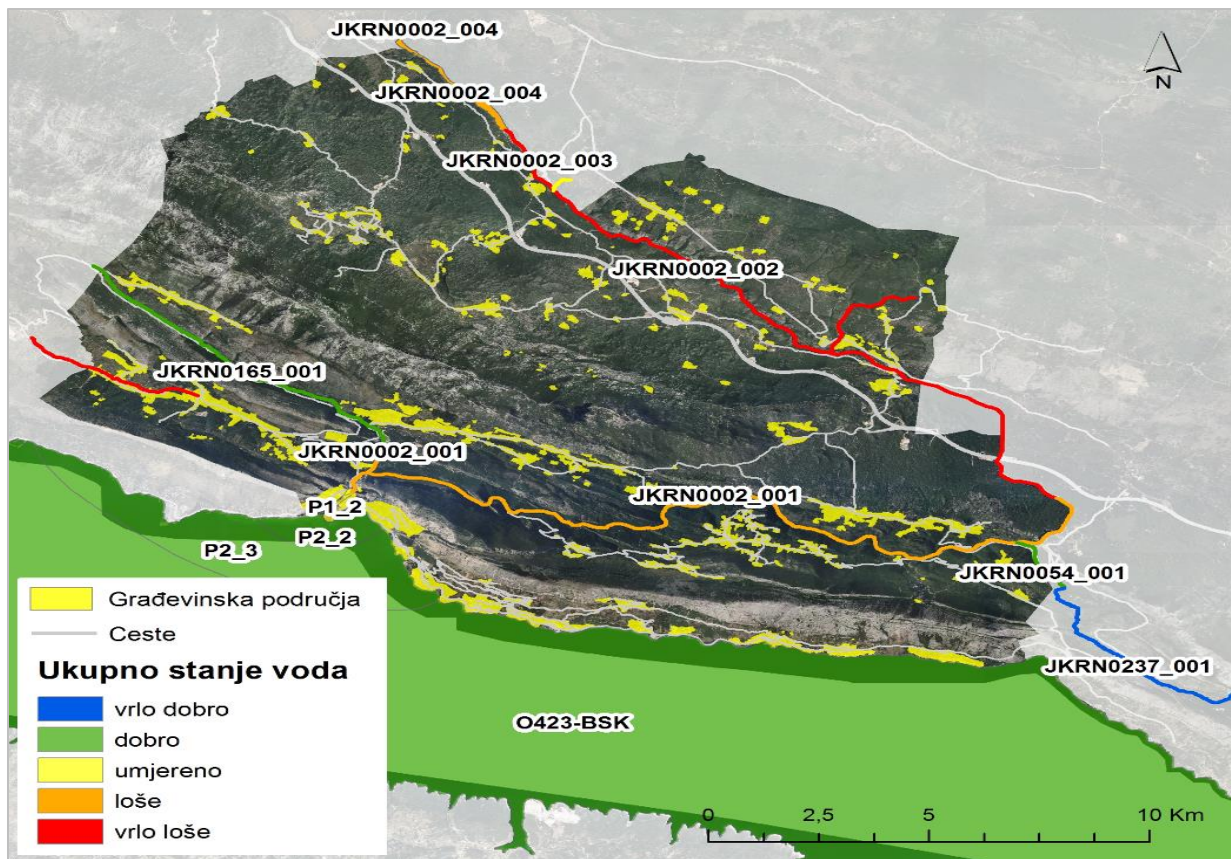 JKRN0002_004
N
JKRN0002_004
JKRN0002_003
JKRN0002_002
JKRN0165_001
JKRN0002_001
JKRN0002_001
P1_2
P2_2
P2_3
JKRN0054_001
JKRN0237_001
O423-BSK
Građevinska područja
Ceste
Ukupno stanje voda
vrlo dobro
dobro
umjereno
loše
vrlo loše
0 2,5 5 10 Km